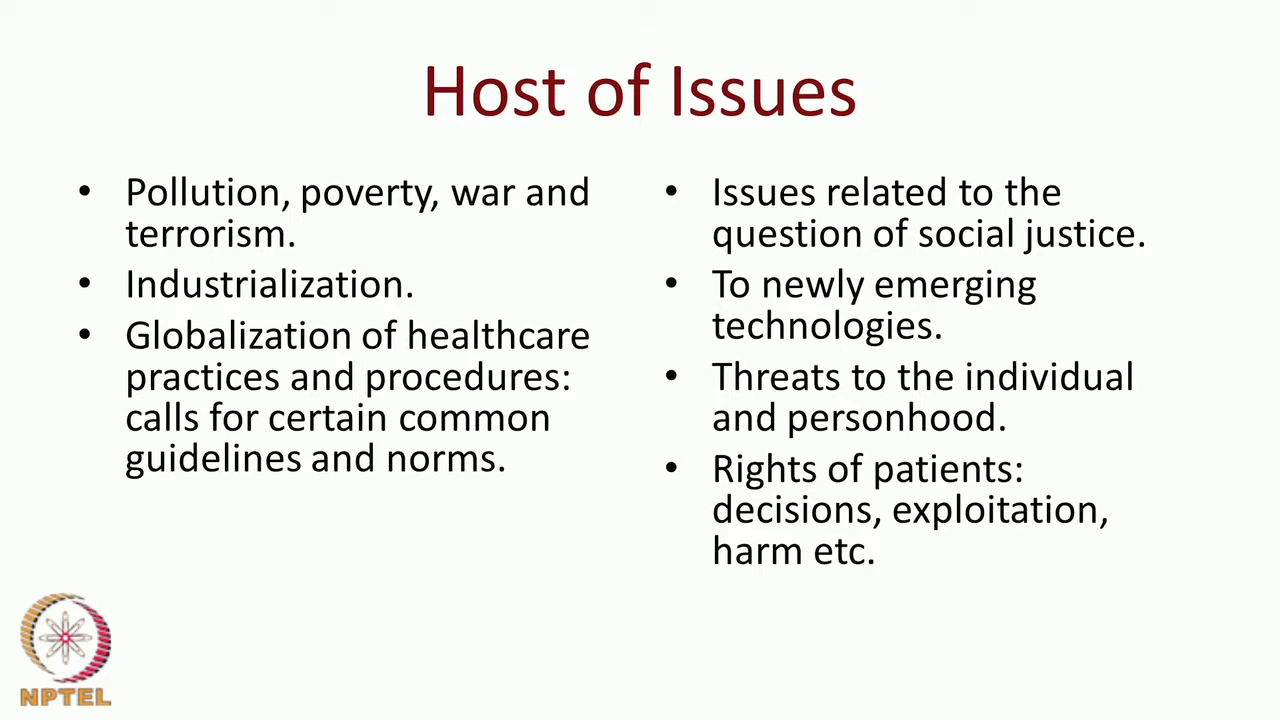 Host of Issues
• Pollution, poverty, war and
terrorism.
• Industrialization.
• Globalization of healthcare
practices and procedures:
calls for certain common
guidelines and norms.
• Issues related to the
question of social justice.
• To newly emerging
technologies.
• Threats to the individual
and personhood.
• Rights of patients:
decisions, exploitation,
harm etc.
NPTEL